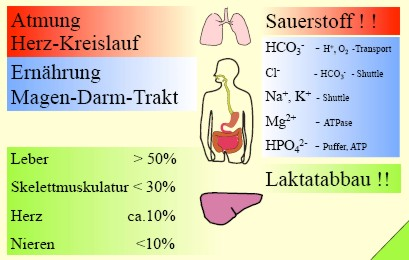 Atmung
Herz-Kreislauf
Ernährung
Magen-Darm-Trakt
Leber > 50%
Skelettmuskulatur < 30%
Herz ca.10%
Nieren <10%
Sauerstoff ! !
HCO₃⁻ - H⁺, O₂ -Transport
Cl⁻ - HCO₃⁻ - Shuttle
Na⁺, K⁺ - Shuttle
Mg²⁺ - ATPase
HPO₄²⁻ - Puffer, ATP
Laktatabbau !!